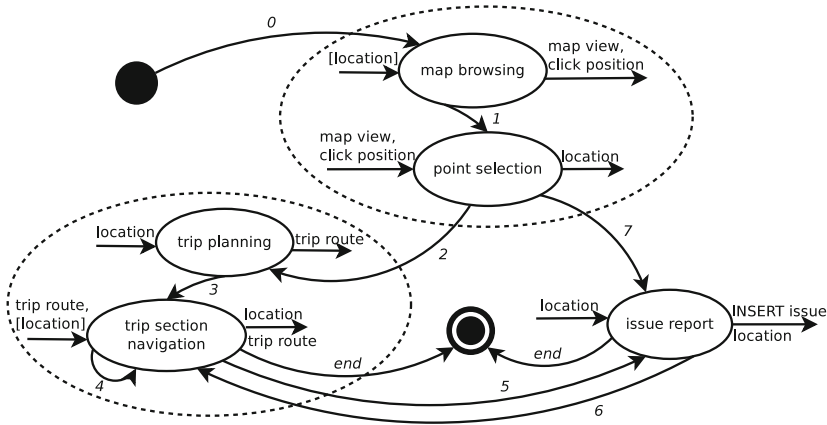 0
[location]
map browsing
map view,
click position
1
map view,
click position
point selection
location
location
trip planning
trip route
2
7
3
trip route,
[location]
trip section
navigation
location
trip route
location
issue report
INSERT issue
location
end
end
4
5
6